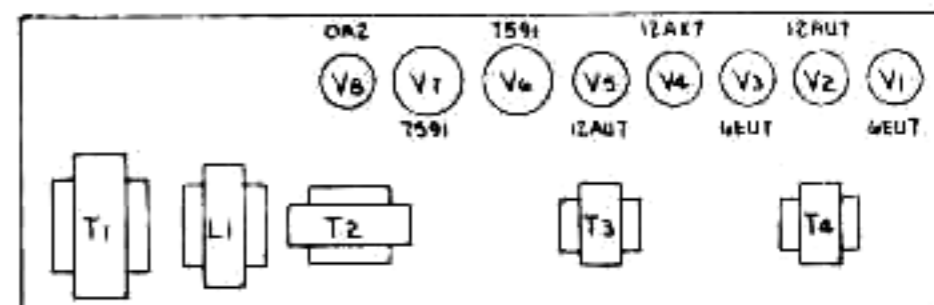 OA2 7591 12AX7 12AU7
V8 V7 V6 V5 V4 V3 V2 V1
7591 12AU7 6EU7 6EU7
T1 L1 T2 T3 T4